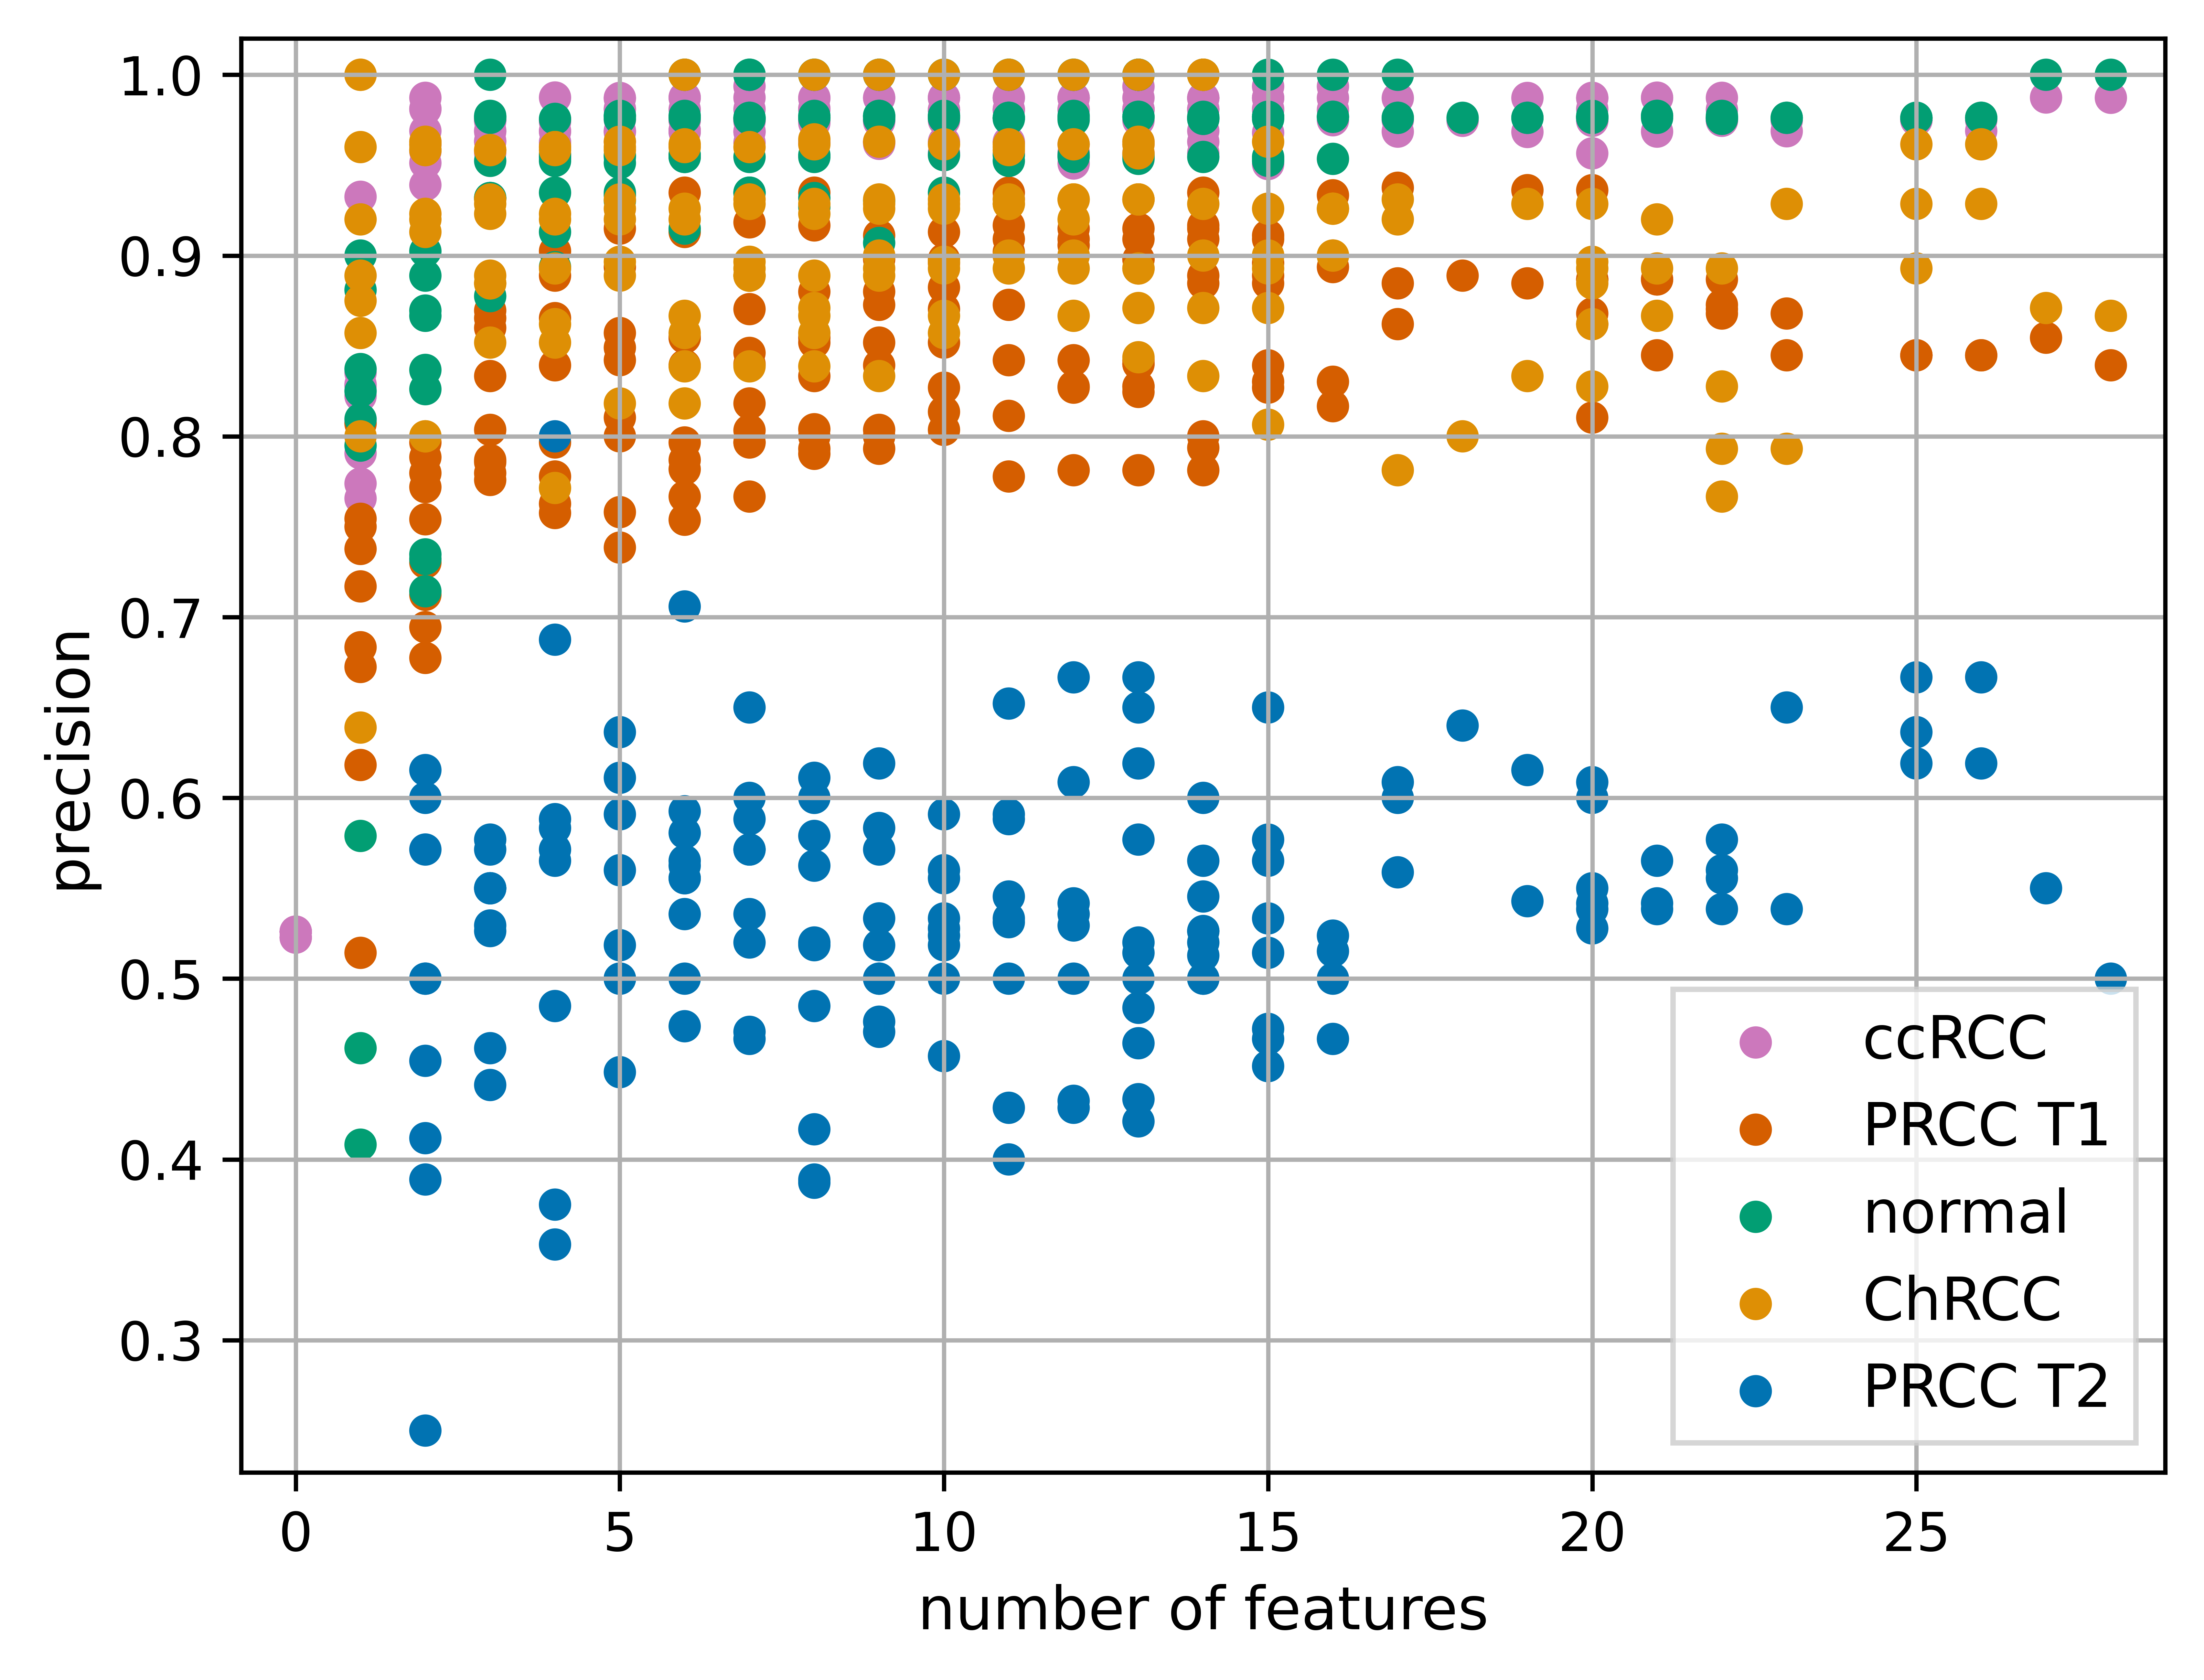 1.0
0.9
0.8
0.7
0.6
0.5
0.4
0.3
precision
ccRCC
PRCC T1
normal
ChRCC
PRCC T2
0 5 10 15 20 25
number of features